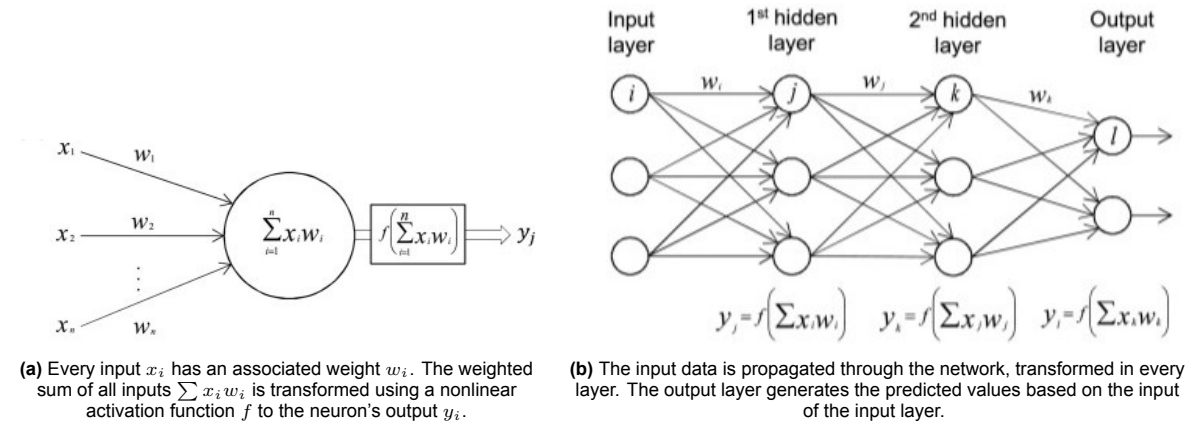 x₁
w₁
x₂
w₂
⋮
xₙ
wₙ
∑ⁿᵢ₌₁ xᵢwᵢ
f(∑ⁿᵢ₌₁ xᵢwᵢ)
yⱼ
(a) Every input xᵢ has an associated weight wᵢ. The weighted
sum of all inputs ∑ xᵢwᵢ is transformed using a nonlinear
activation function f to the neuron's output yᵢ.
Input layer
1st hidden layer
2nd hidden layer
Output layer
i
wᵢ
j
wⱼ
k
wₖ
l
yⱼ=f(∑xᵢwᵢ)
yₖ=f(∑xⱼwⱼ)
yₗ=f(∑xₖwₖ)
(b) The input data is propagated through the network, transformed in every
layer. The output layer generates the predicted values based on the input
of the input layer.